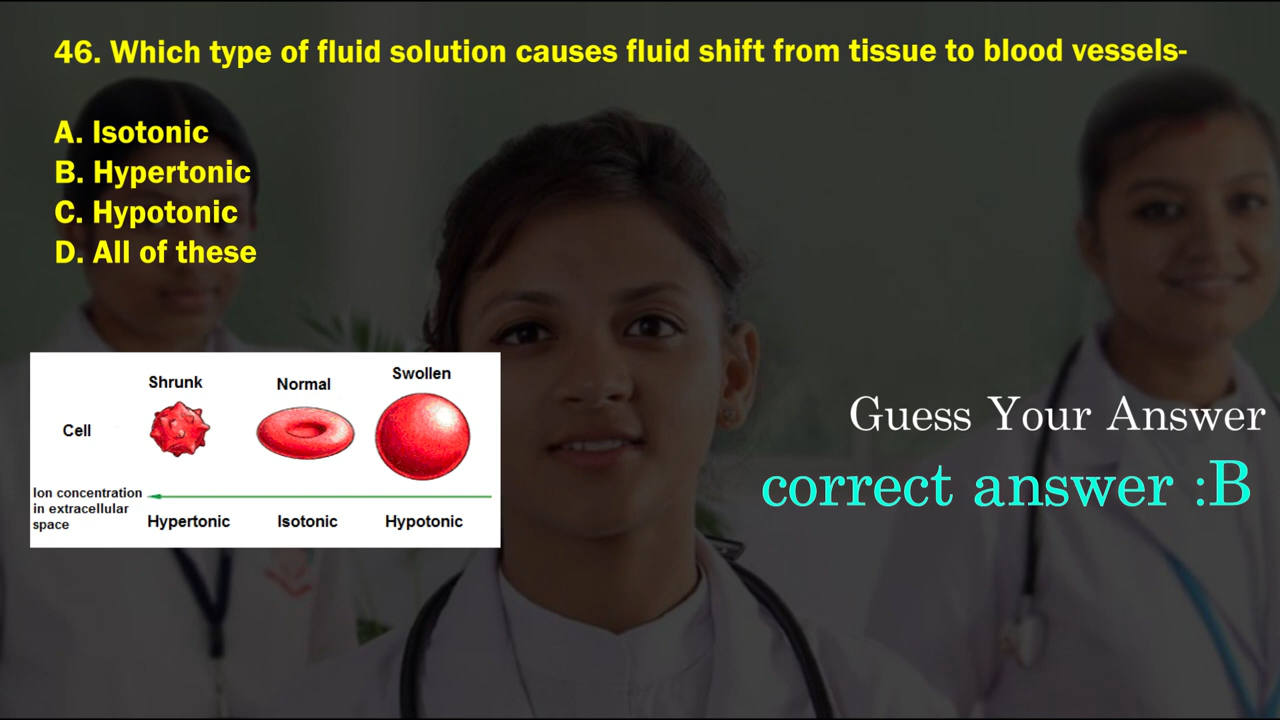 46. Which type of fluid solution causes fluid shift from tissue to blood vessels-
A. Isotonic
B. Hypertonic
C. Hypotonic
D. All of these
Shrunk
Normal
Swollen
Cell
Ion concentration
in extracellular
space
Hypertonic
Isotonic
Hypotonic
Guess Your Answer
correct answer :B